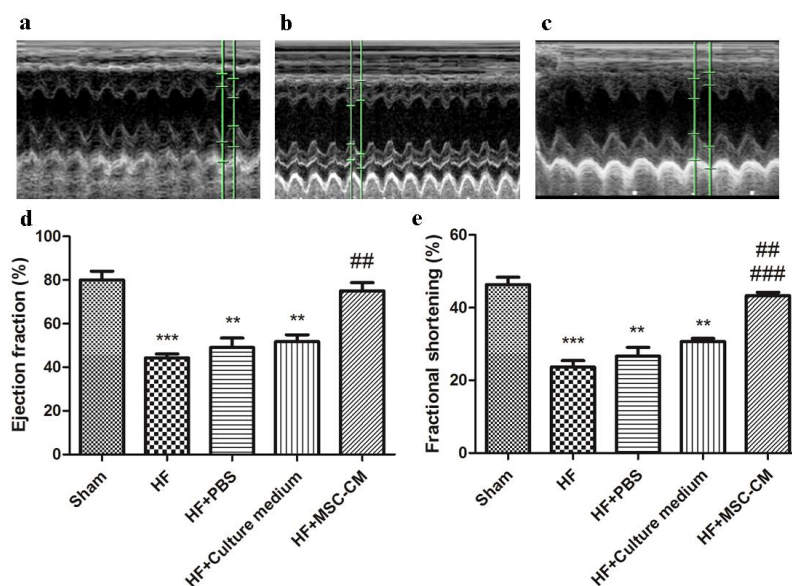 a
b
c
d
Ejection fraction (%)
100
80
60
40
20
0
***
**
**
##
Sham
HF
HF+PBS
HF+Culture medium
HF+MSC-CM
e
Fractional shortening (%)
60
40
20
0
***
**
**
##
###
Sham
HF
HF+PBS
HF+Culture medium
HF+MSC-CM